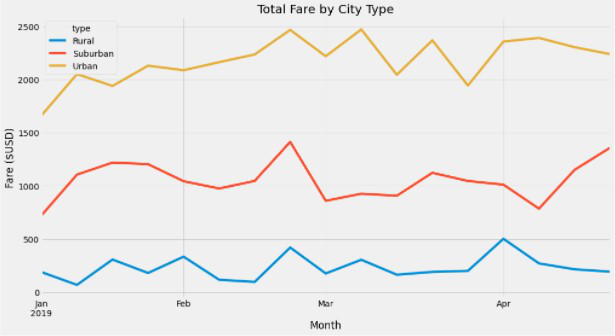 Total Fare by City Type
type
Rural
Suburban
Urban
Fare ($USD)
2500
2000
1500
1000
500
0
Jan
2019
Feb
Mar
Apr
Month